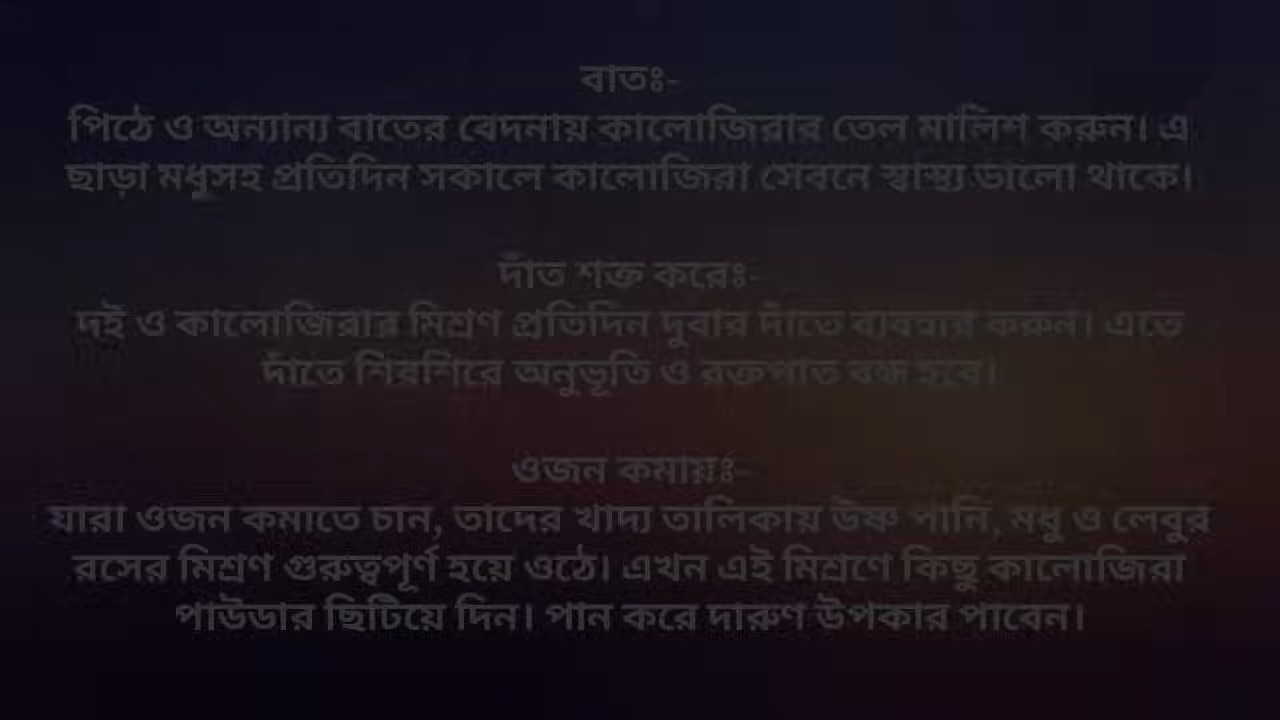 বাতঃ-
পিঠে ও অন্যান্য বাতের বেদনায় কালোজিরার তেল মালিশ করুন। এ
ছাড়া মধুসহ প্রতিদিন সকালে কালোজিরা সেবনে স্বাস্থ্য ভালো থাকে।
দাঁত শক্ত করেঃ-
দই ও কালোজিরার মিশ্রণ প্রতিদিন দুবার দাঁতে ব্যবহার করুন। এতে
দাঁতে শিরশিরে অনুভূতি ও রক্তপাত বন্ধ হবে।
ওজন কমায়ঃ-
যারা ওজন কমাতে চান, তাদের খাদ্য তালিকায় উষ্ণ পানি, মধু ও লেবুর
রসের মিশ্রণ গুরুত্বপূর্ণ হয়ে ওঠে। এখন এই মিশ্রণে কিছু কালোজিরা
পাউডার ছিটিয়ে দিন। পান করে দারুণ উপকার পাবেন।